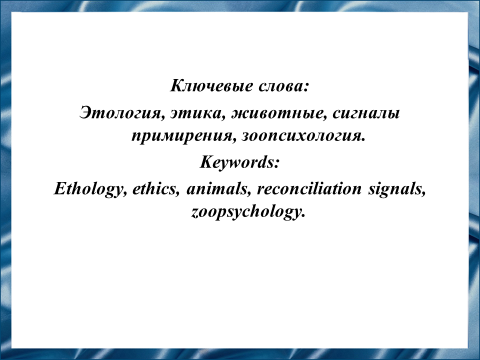 Ключевые слова:
Этология, этика, животные, сигналы
примирения, зоопсихология.
Keywords:
Ethology, ethics, animals, reconciliation signals,
zoopsychology.